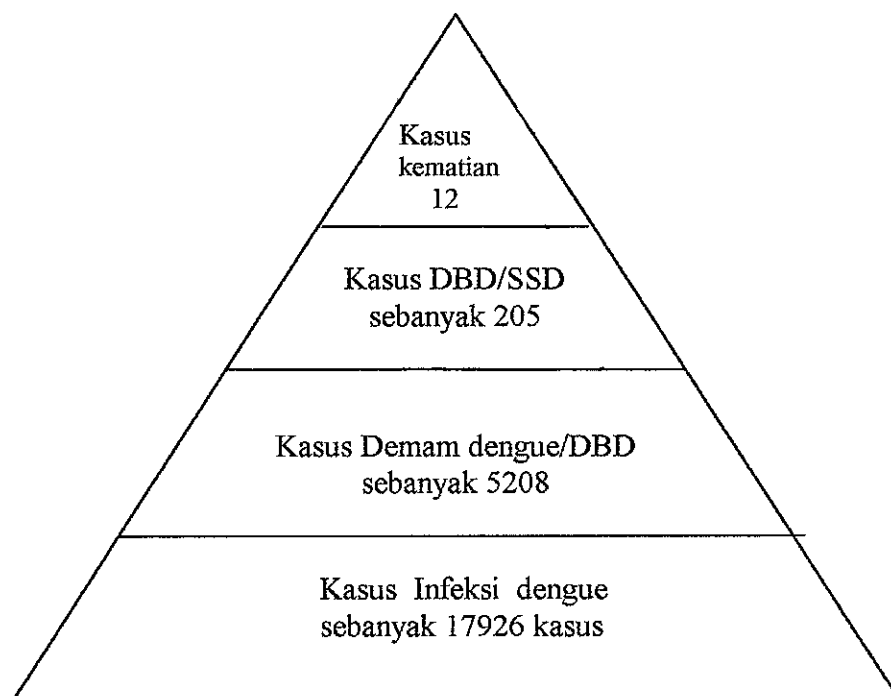 Kasus
kematian
12
Kasus DBD/SSD
sebanyak 205
Kasus Demam dengue/DBD
sebanyak 5208
Kasus Infeksi dengue
sebanyak 17926 kasus